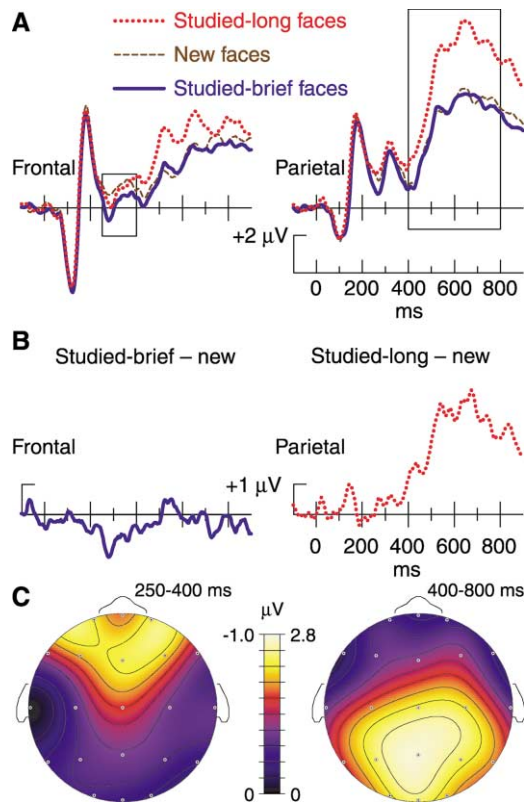 A
Studied-long faces
New faces
Studied-brief faces
Frontal
Parietal
+2 µV
0 200 400 600 800
ms
B
Studied-brief – new
Studied-long – new
Frontal
Parietal
+1 µV
0 200 400 600 800
ms
C
250-400 ms
µV
400-800 ms
-1.0
2.8
0
0